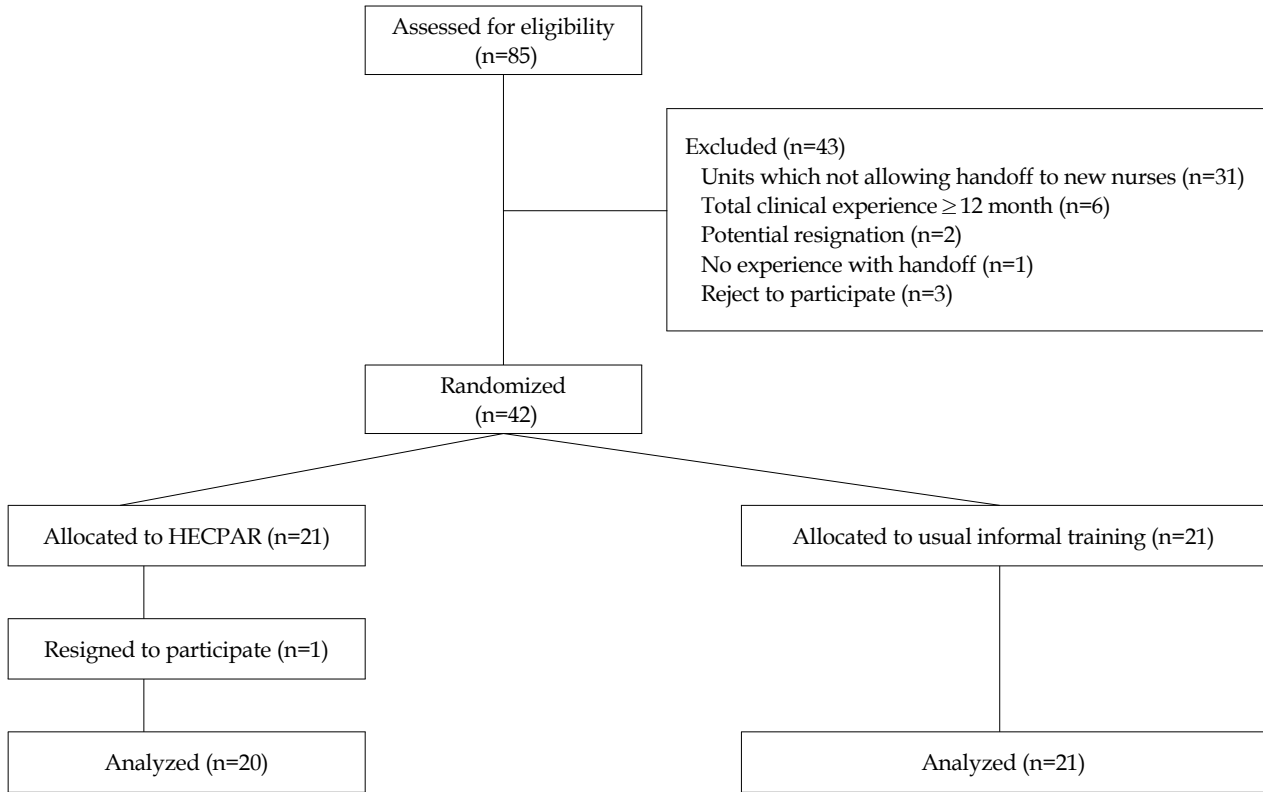 Assessed for eligibility
(n=85)
Excluded (n=43)
Units which not allowing handoff to new nurses (n=31)
Total clinical experience ≥ 12 month (n=6)
Potential resignation (n=2)
No experience with handoff (n=1)
Reject to participate (n=3)
Randomized
(n=42)
Allocated to HECPAR (n=21)
Allocated to usual informal training (n=21)
Resigned to participate (n=1)
Analyzed (n=20)
Analyzed (n=21)